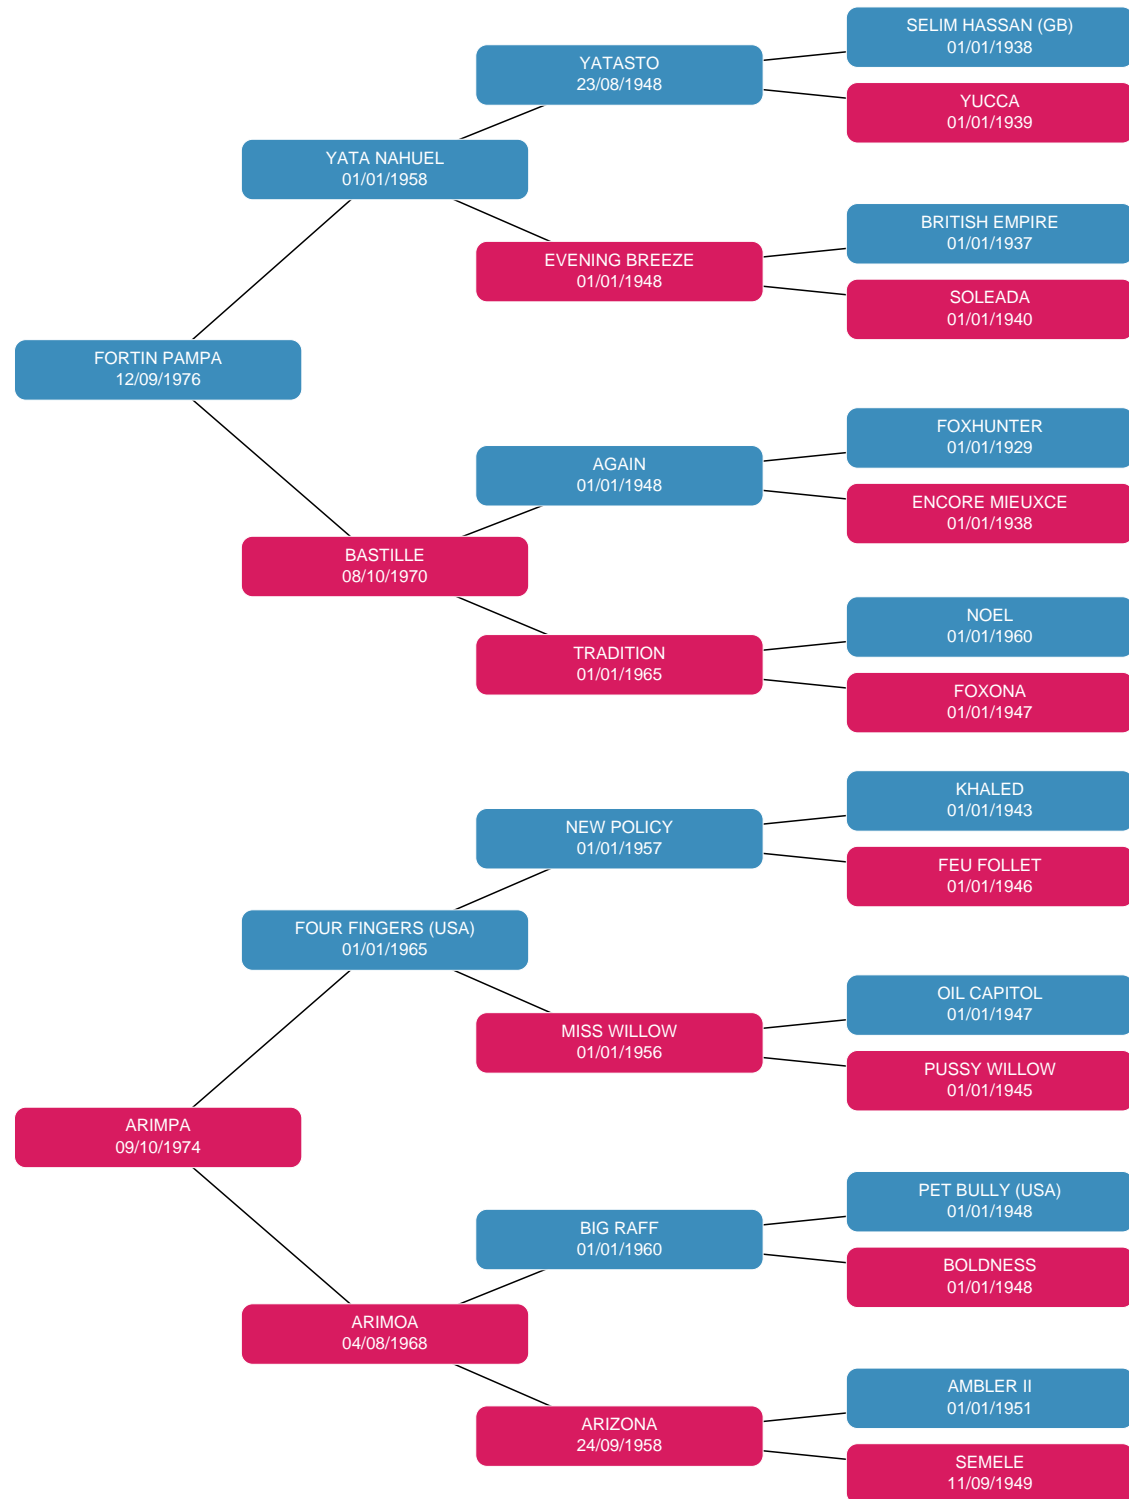 SELIM HASSAN (GB)
01/01/1938
YATASTO
23/08/1948
YUCCA
01/01/1939
YATA NAHUEL
01/01/1958
BRITISH EMPIRE
01/01/1937
EVENING BREEZE
01/01/1948
SOLEADA
01/01/1940
FORTIN PAMPA
12/09/1976
FOXHUNTER
01/01/1929
AGAIN
01/01/1948
ENCORE MIEUXCE
01/01/1938
BASTILLE
08/10/1970
NOEL
01/01/1960
TRADITION
01/01/1965
FOXONA
01/01/1947
KHALED
01/01/1943
NEW POLICY
01/01/1957
FEU FOLLET
01/01/1946
FOUR FINGERS (USA)
01/01/1965
OIL CAPITOL
01/01/1947
MISS WILLOW
01/01/1956
PUSSY WILLOW
01/01/1945
ARIMPA
09/10/1974
PET BULLY (USA)
01/01/1948
BIG RAFF
01/01/1960
BOLDNESS
01/01/1948
ARIMOA
04/08/1968
AMBLER II
01/01/1951
ARIZONA
24/09/1958
SEMELE
11/09/1949